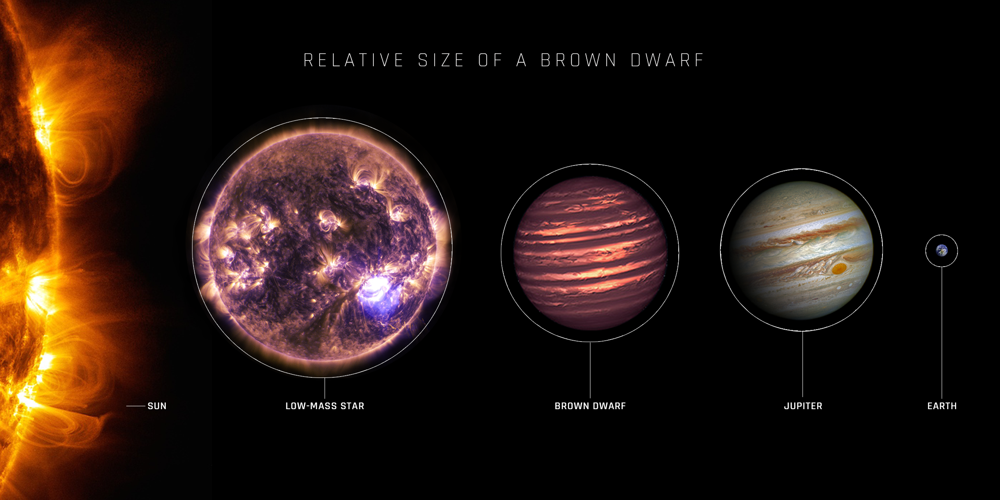 RELATIVE SIZE OF A BROWN DWARF
SUN
LOW-MASS STAR
BROWN DWARF
JUPITER
EARTH